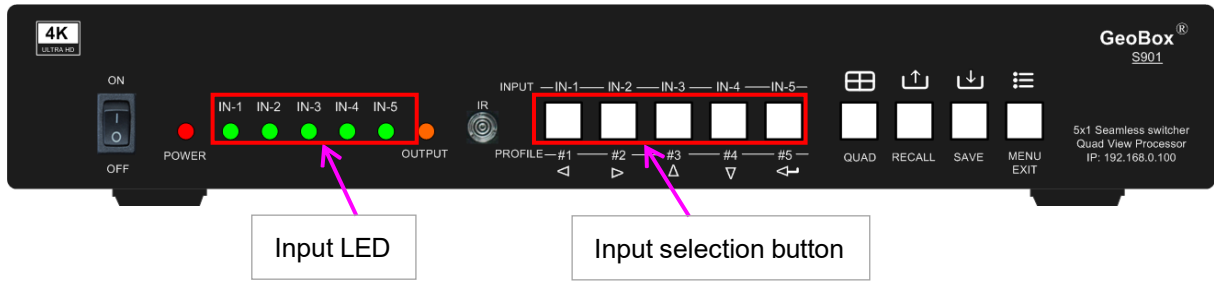 4K
ULTRA HD
GeoBox®
S901
ON
I
O
OFF
POWER
IN-1 IN-2 IN-3 IN-4 IN-5
OUTPUT
IR
INPUT IN-1 IN-2 IN-3 IN-4 IN-5
PROFILE #1 #2 #3 #4 #5
QUAD RECALL SAVE MENU
EXIT
5x1 Seamless switcher
Quad View Processor
IP: 192.168.0.100
Input LED
Input selection button